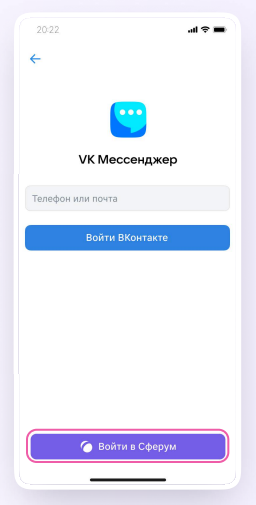 20:22
VK Мессенджер
Телефон или почта
Войти ВКонтакте
Войти в Сферум